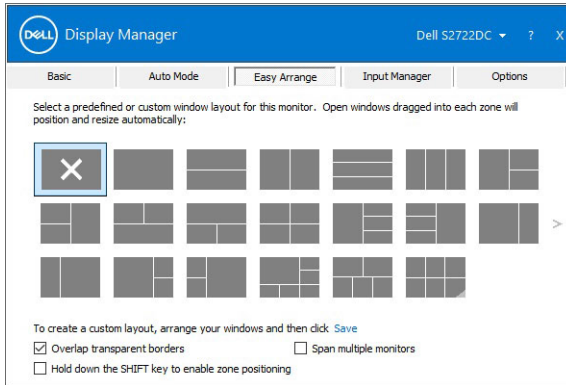 DELL Display Manager Dell S2722DC ? X
Basic Auto Mode Easy Arrange Input Manager Options
Select a predefined or custom window layout for this monitor. Open windows dragged into each zone will
position and resize automatically:
>
To create a custom layout, arrange your windows and then click Save
Overlap transparent borders Span multiple monitors
Hold down the SHIFT key to enable zone positioning